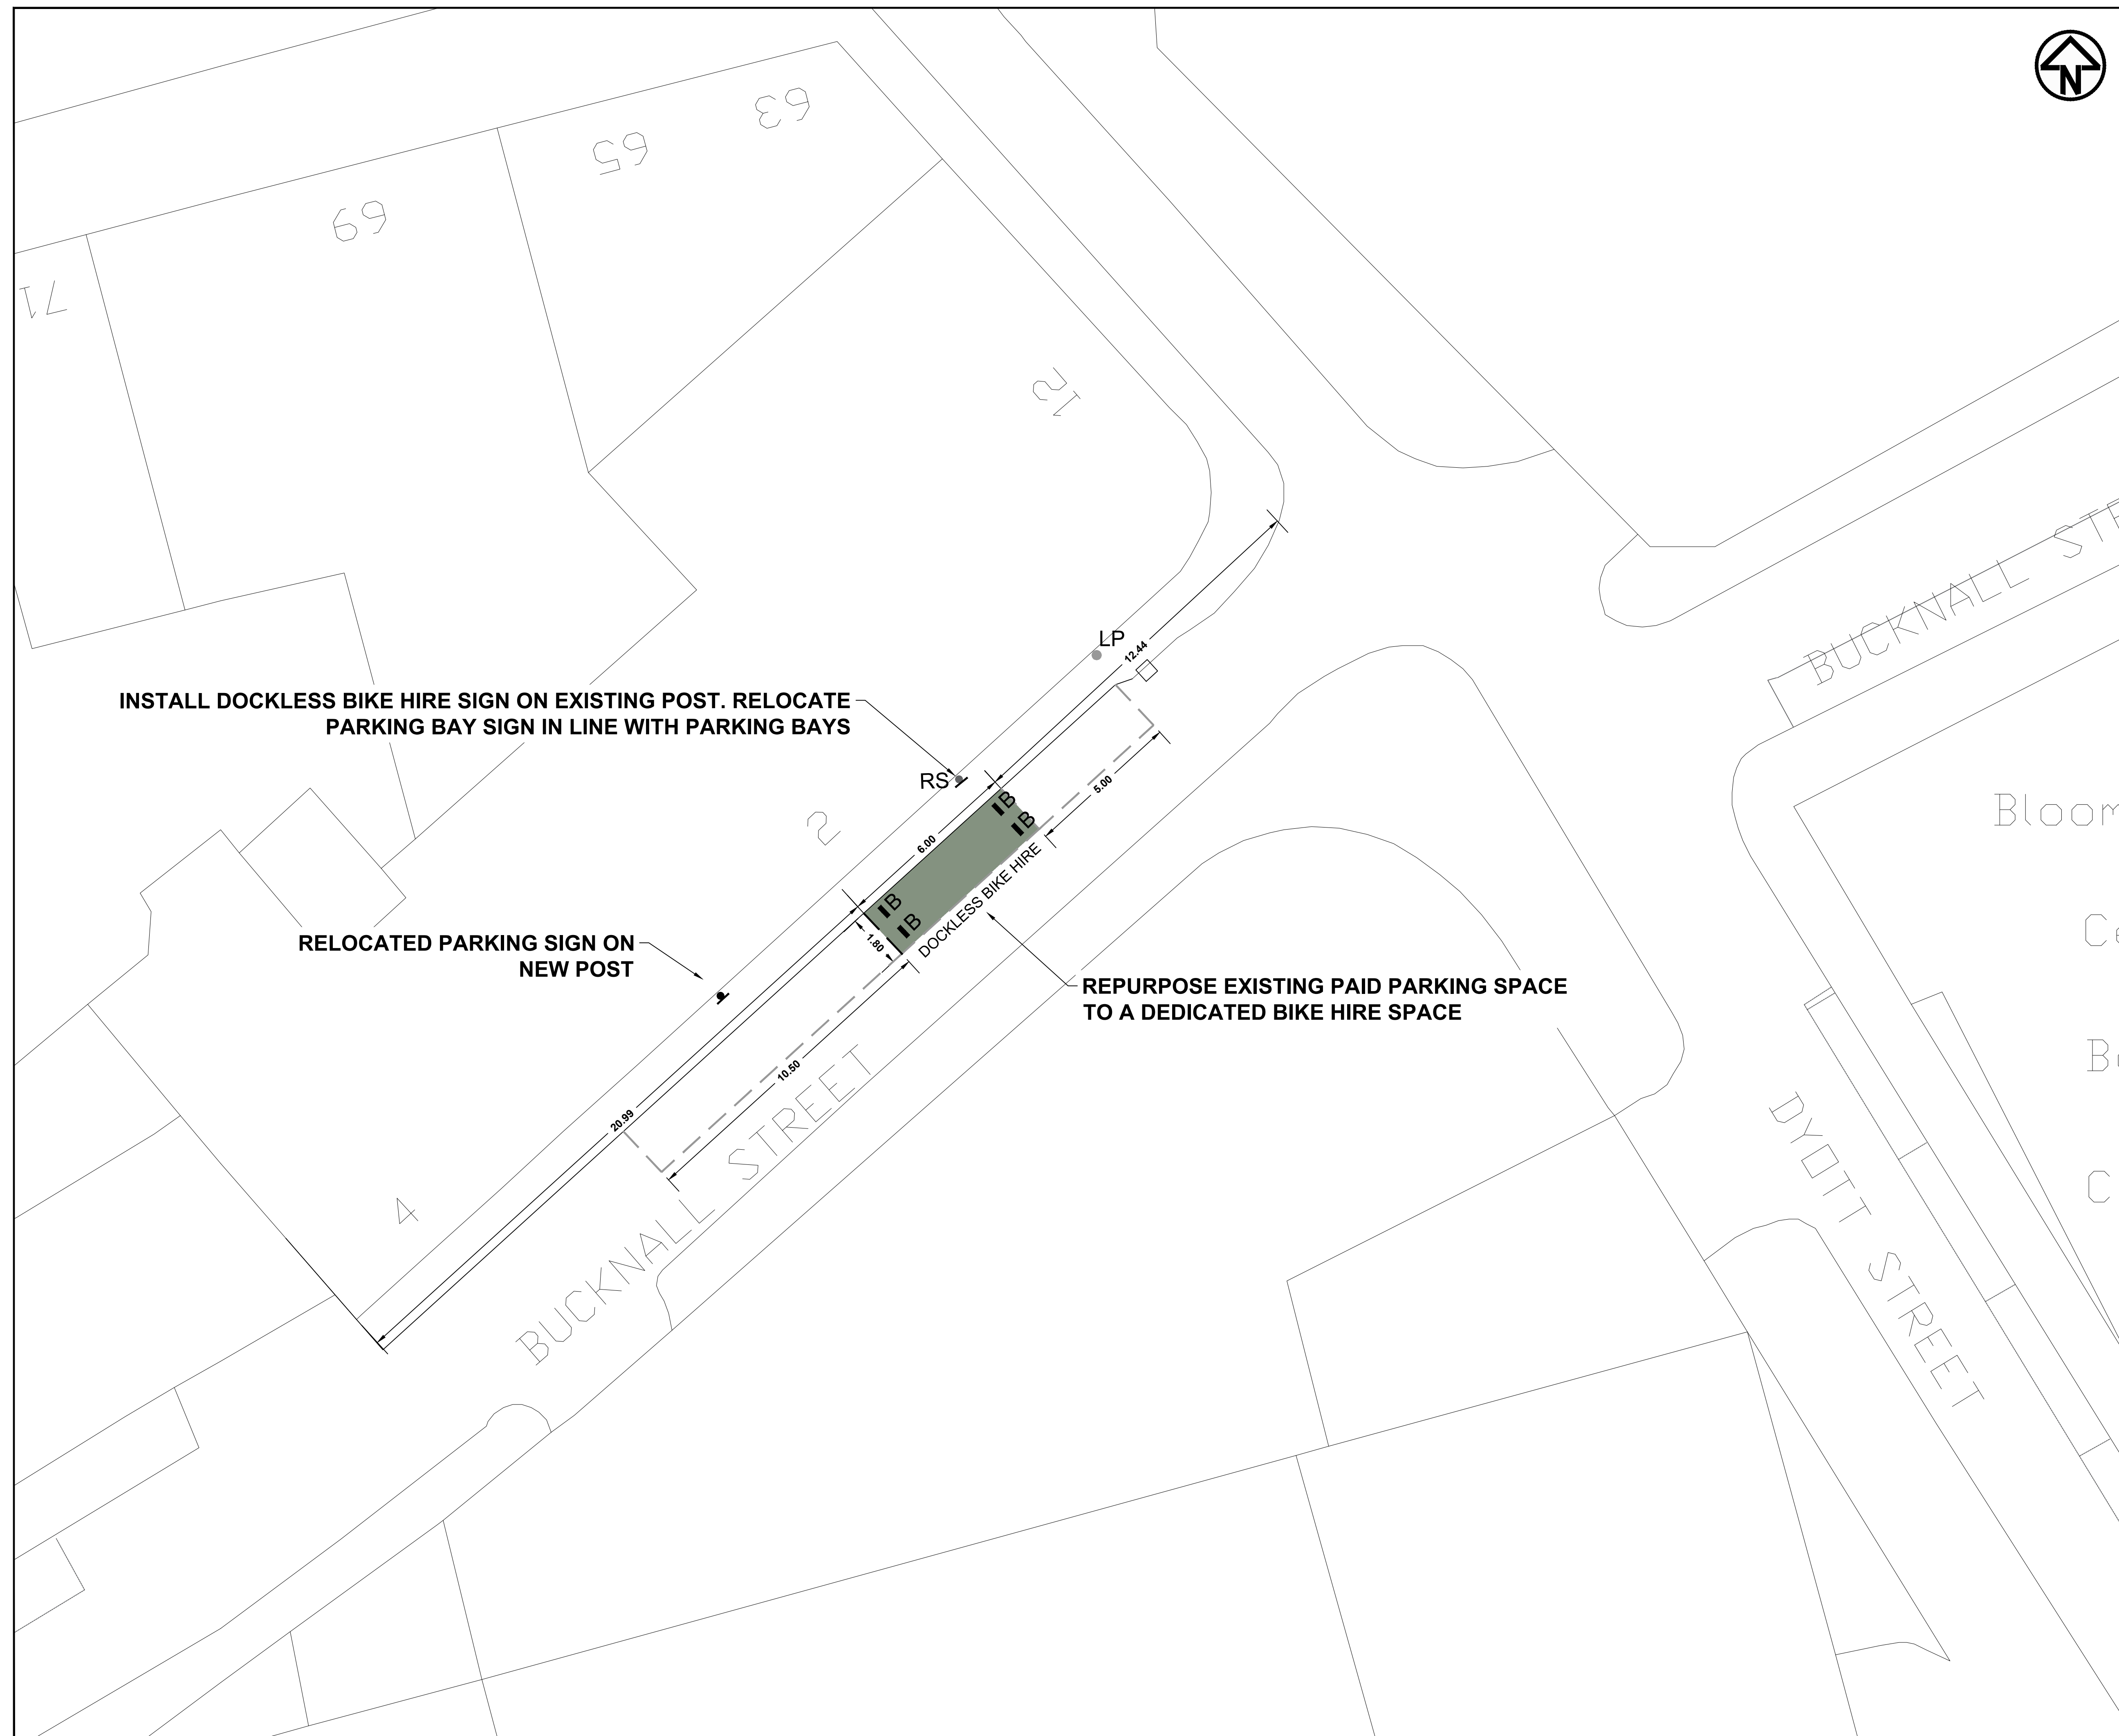 N
63
65
69
71
12
LP
12.44
BUCKNALL
INSTALL DOCKLESS BIKE HIRE SIGN ON EXISTING POST. RELOCATE
PARKING BAY SIGN IN LINE WITH PARKING BAYS
RS
5.00
B
B
2
6.00
Bloom
DOCKLESS BIKE HIRE
B
B
1.80
RELOCATED PARKING SIGN ON
NEW POST
REPURPOSE EXISTING PAID PARKING SPACE
TO A DEDICATED BIKE HIRE SPACE
10.50
20.99
4
BUCKNALL STREET
DYOTT STREET